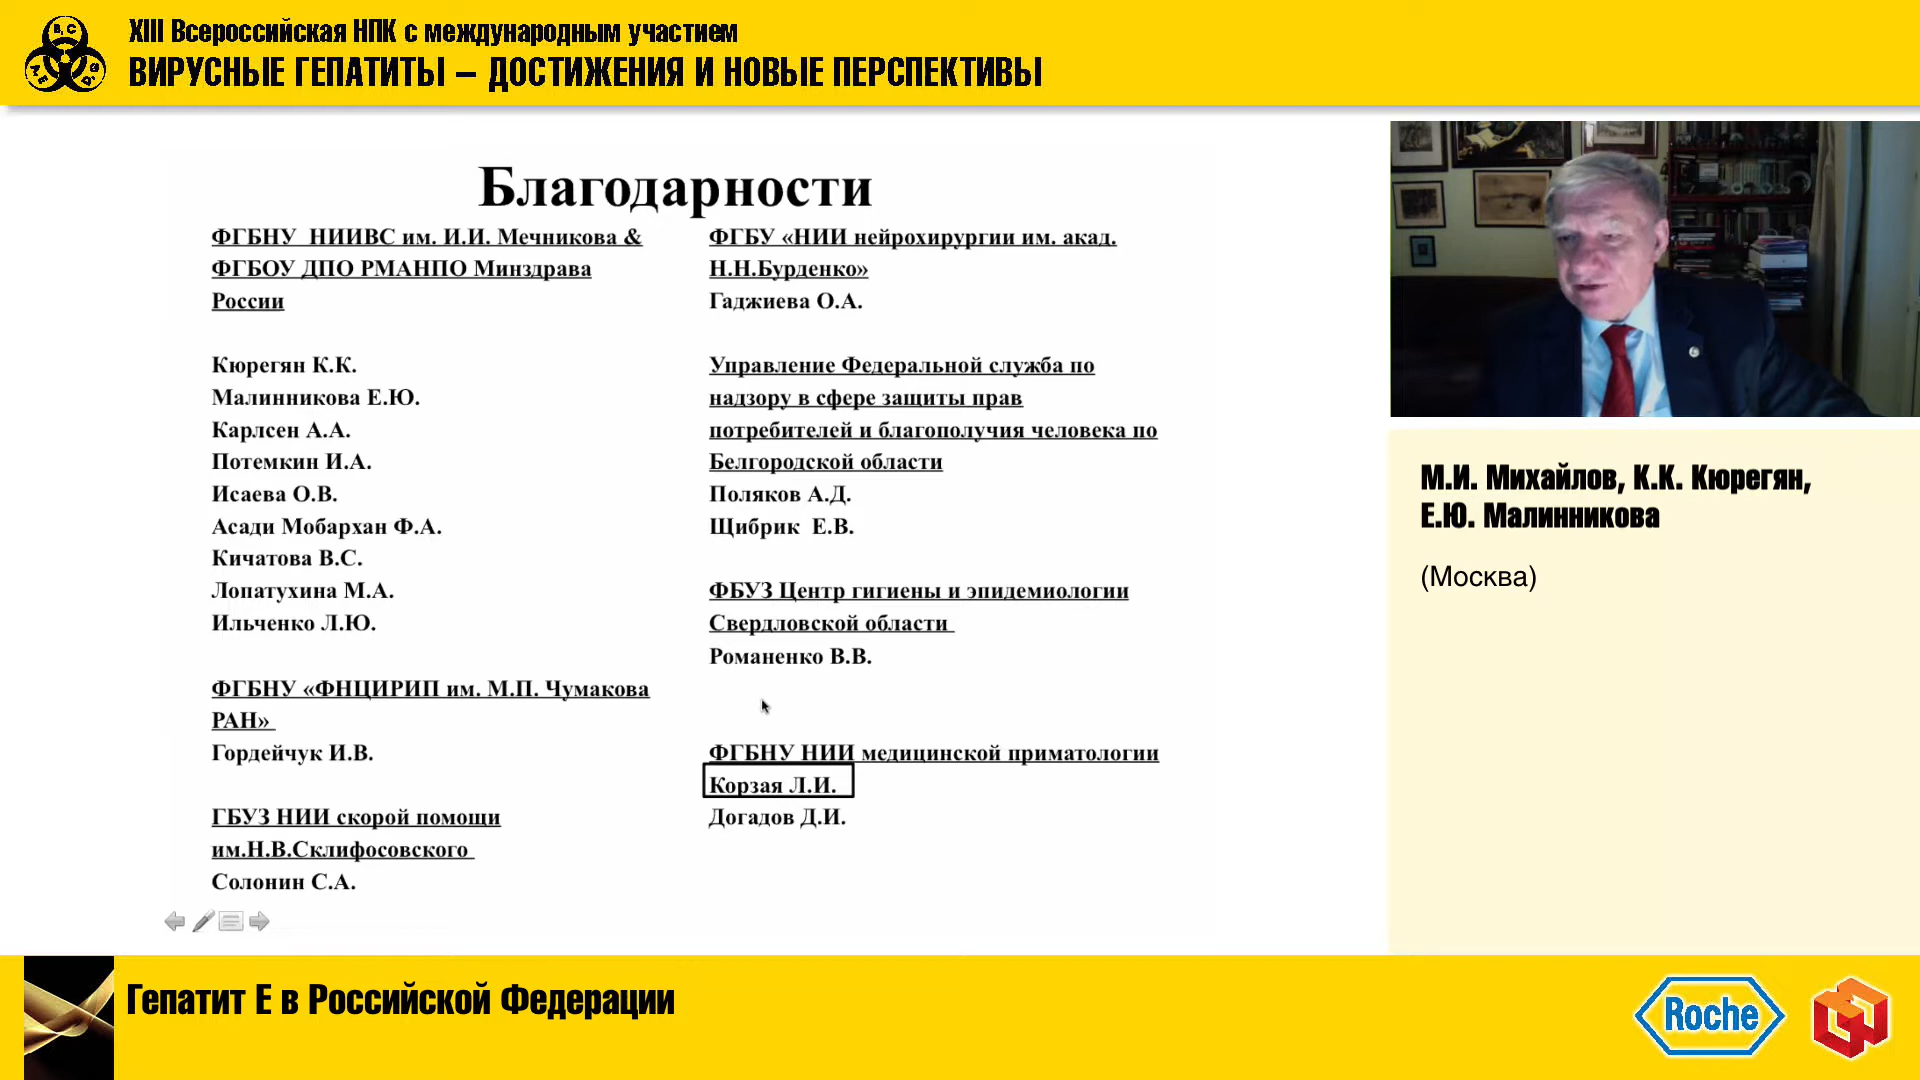 XIII Всероссийская НПК с международным участием
ВИРУСНЫЕ ГЕПАТИТЫ – ДОСТИЖЕНИЯ И НОВЫЕ ПЕРСПЕКТИВЫ
Благодарности
ФГБНУ НИИВС им. И.И. Мечникова &
ФГБОУ ДПО РМАНПО Минздрава
России
Кюрегян К.К.
Малинникова Е.Ю.
Карлсен А.А.
Потемкин И.А.
Исаева О.В.
Асади Мобархан Ф.А.
Кичатова В.С.
Лопатухина М.А.
Ильченко Л.Ю.
ФГБНУ «ФНЦИРИП им. М.П. Чумакова
РАН»
Гордейчук И.В.
ГБУЗ НИИ скорой помощи
им.Н.В.Склифосовского
Солонин С.А.
ФГБУ «НИИ нейрохирургии им. акад.
Н.Н.Бурденко»
Гаджиева О.А.
Управление Федеральной служба по
надзору в сфере защиты прав
потребителей и благополучия человека по
Белгородской области
Поляков А.Д.
Щибрик Е.В.
ФБУЗ Центр гигиены и эпидемиологии
Свердловской области
Романенко В.В.
ФГБНУ НИИ медицинской приматологии
Корзая Л.И.
Догадов Д.И.
М.И. Михайлов, К.К. Кюрегян,
Е.Ю. Малинникова
(Москва)
Гепатит Е в Российской Федерации
Roche